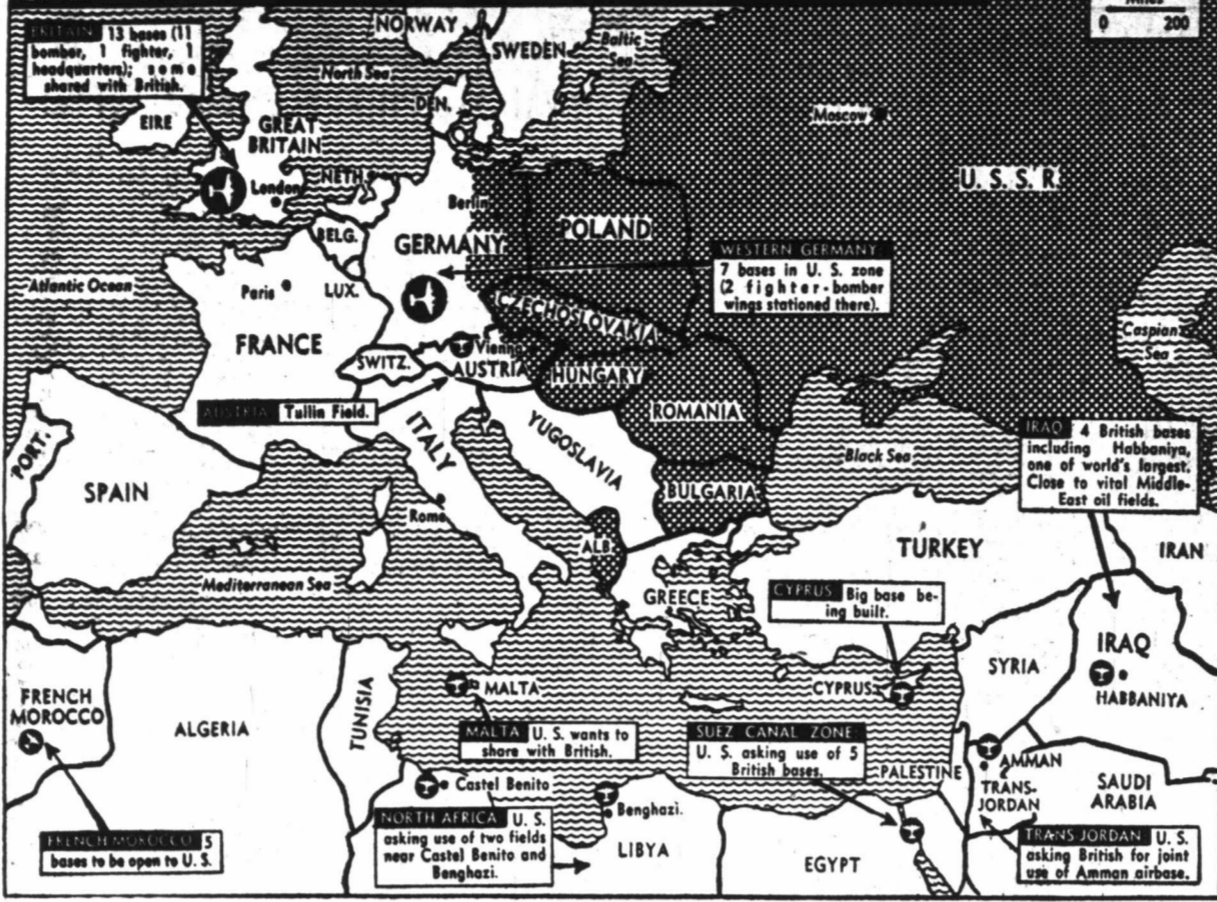 Miles
0 200
BRITAIN 13 bases (11
bomber, 1 fighter, 1
headquarters); some
shared with British.
NORWAY
SWEDEN
Baltic
Sea
North Sea
DEN.
EIRE
GREAT
BRITAIN
London
NETH.
Moscow
U. S. S. R.
Berlin
POLAND
BELG.
GERMANY
WESTERN GERMANY
7 bases in U. S. zone
(2 fighter-bomber
wings stationed there).
Atlantic Ocean
Paris
LUX.
CZECHOSLOVAKIA
Caspian
Sea
FRANCE
SWITZ.
Vienna
AUSTRIA
HUNGARY
AUSTRIA Tullin Field.
ROMANIA
ITALY
YUGOSLAVIA
Black Sea
IRAQ 4 British bases
including Habbaniya,
one of world's largest.
Close to vital Middle-
East oil fields.
PORT.
SPAIN
Rome
BULGARIA
ALB.
TURKEY
IRAN
Mediterranean Sea
GREECE
CYPRUS Big base be-
ing built.
SYRIA
IRAQ
HABBANIYA
FRENCH
MOROCCO
ALGERIA
TUNISIA
MALTA
CYPRUS
MALTA U. S. wants to
share with British.
SUEZ CANAL ZONE
U. S. asking use of 5
British bases.
PALESTINE
AMMAN
TRANS-
JORDAN
SAUDI
ARABIA
Castel Benito
Benghazi.
NORTH AFRICA U. S.
asking use of two fields
near Castel Benito and
Benghazi.
LIBYA
EGYPT
FRENCH MOROCCO 5
bases to be open to U. S.
TRANS JORDAN U. S.
asking British for joint
use of Amman airbase.